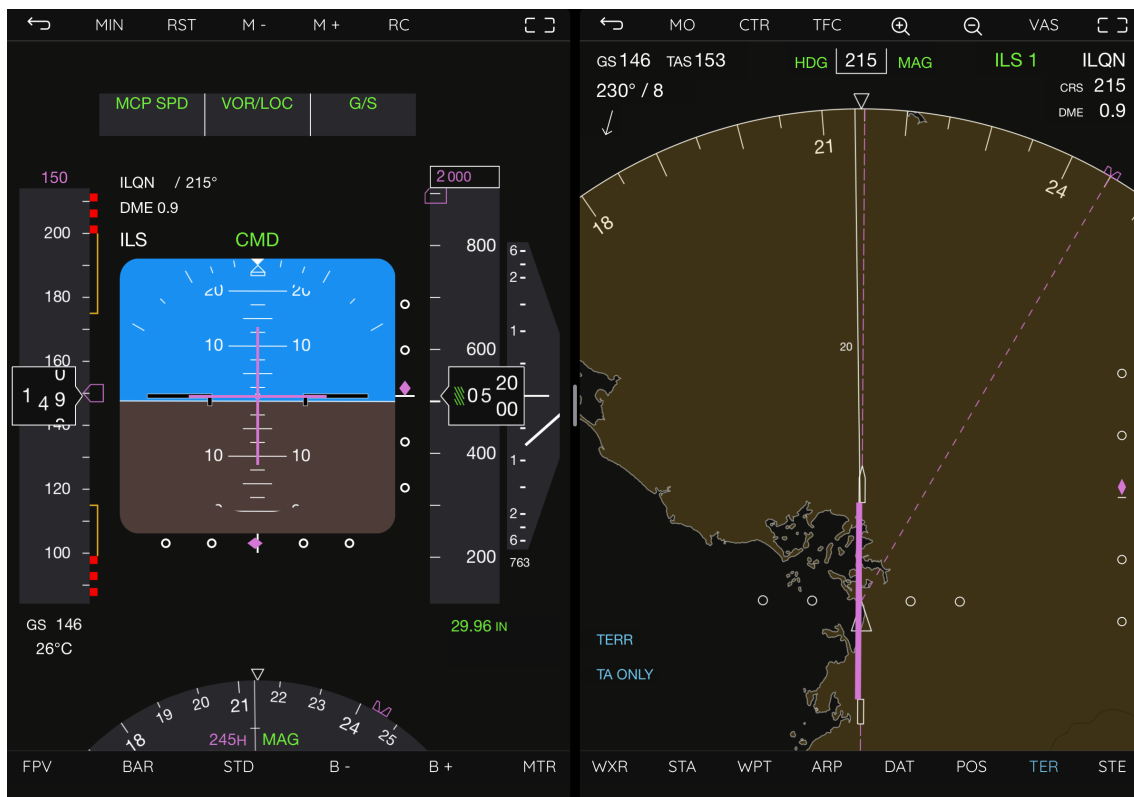 MIN RST M - M + RC
MCP SPD VOR/LOC G/S
150
ILQN / 215°
DME 0.9
ILS CMD
2 000
200
180
160
140
120
100
1 4 9
20 20
10 10
10 10
800
600
400
200
05 20
00
6
2
1
1
2
6
763
GS 146
26°C
29.96 IN
18 19 20 21 22 23 24 25
245H MAG
FPV BAR STD B - B + MTR
MO CTR TFC VAS
GS 146 TAS 153 HDG 215 MAG ILS 1 ILQN
230° / 8
CRS 215
DME 0.9
18 21 24
20
TERR
TA ONLY
WXR STA WPT ARP DAT POS TER STE